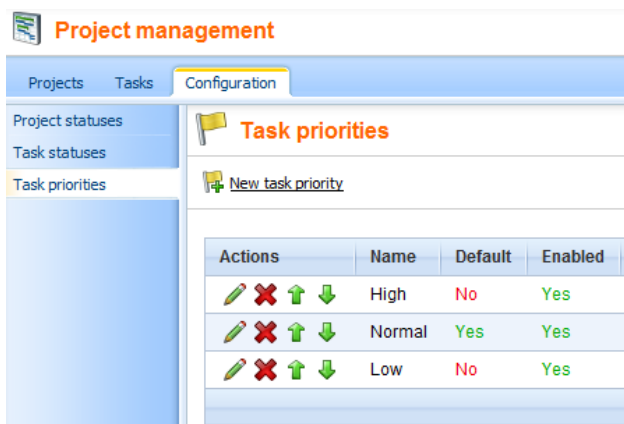 Project management
Projects Tasks Configuration
Project statuses
Task statuses
Task priorities
Task priorities
New task priority
Actions Name Default Enabled
High No Yes
Normal Yes Yes
Low No Yes